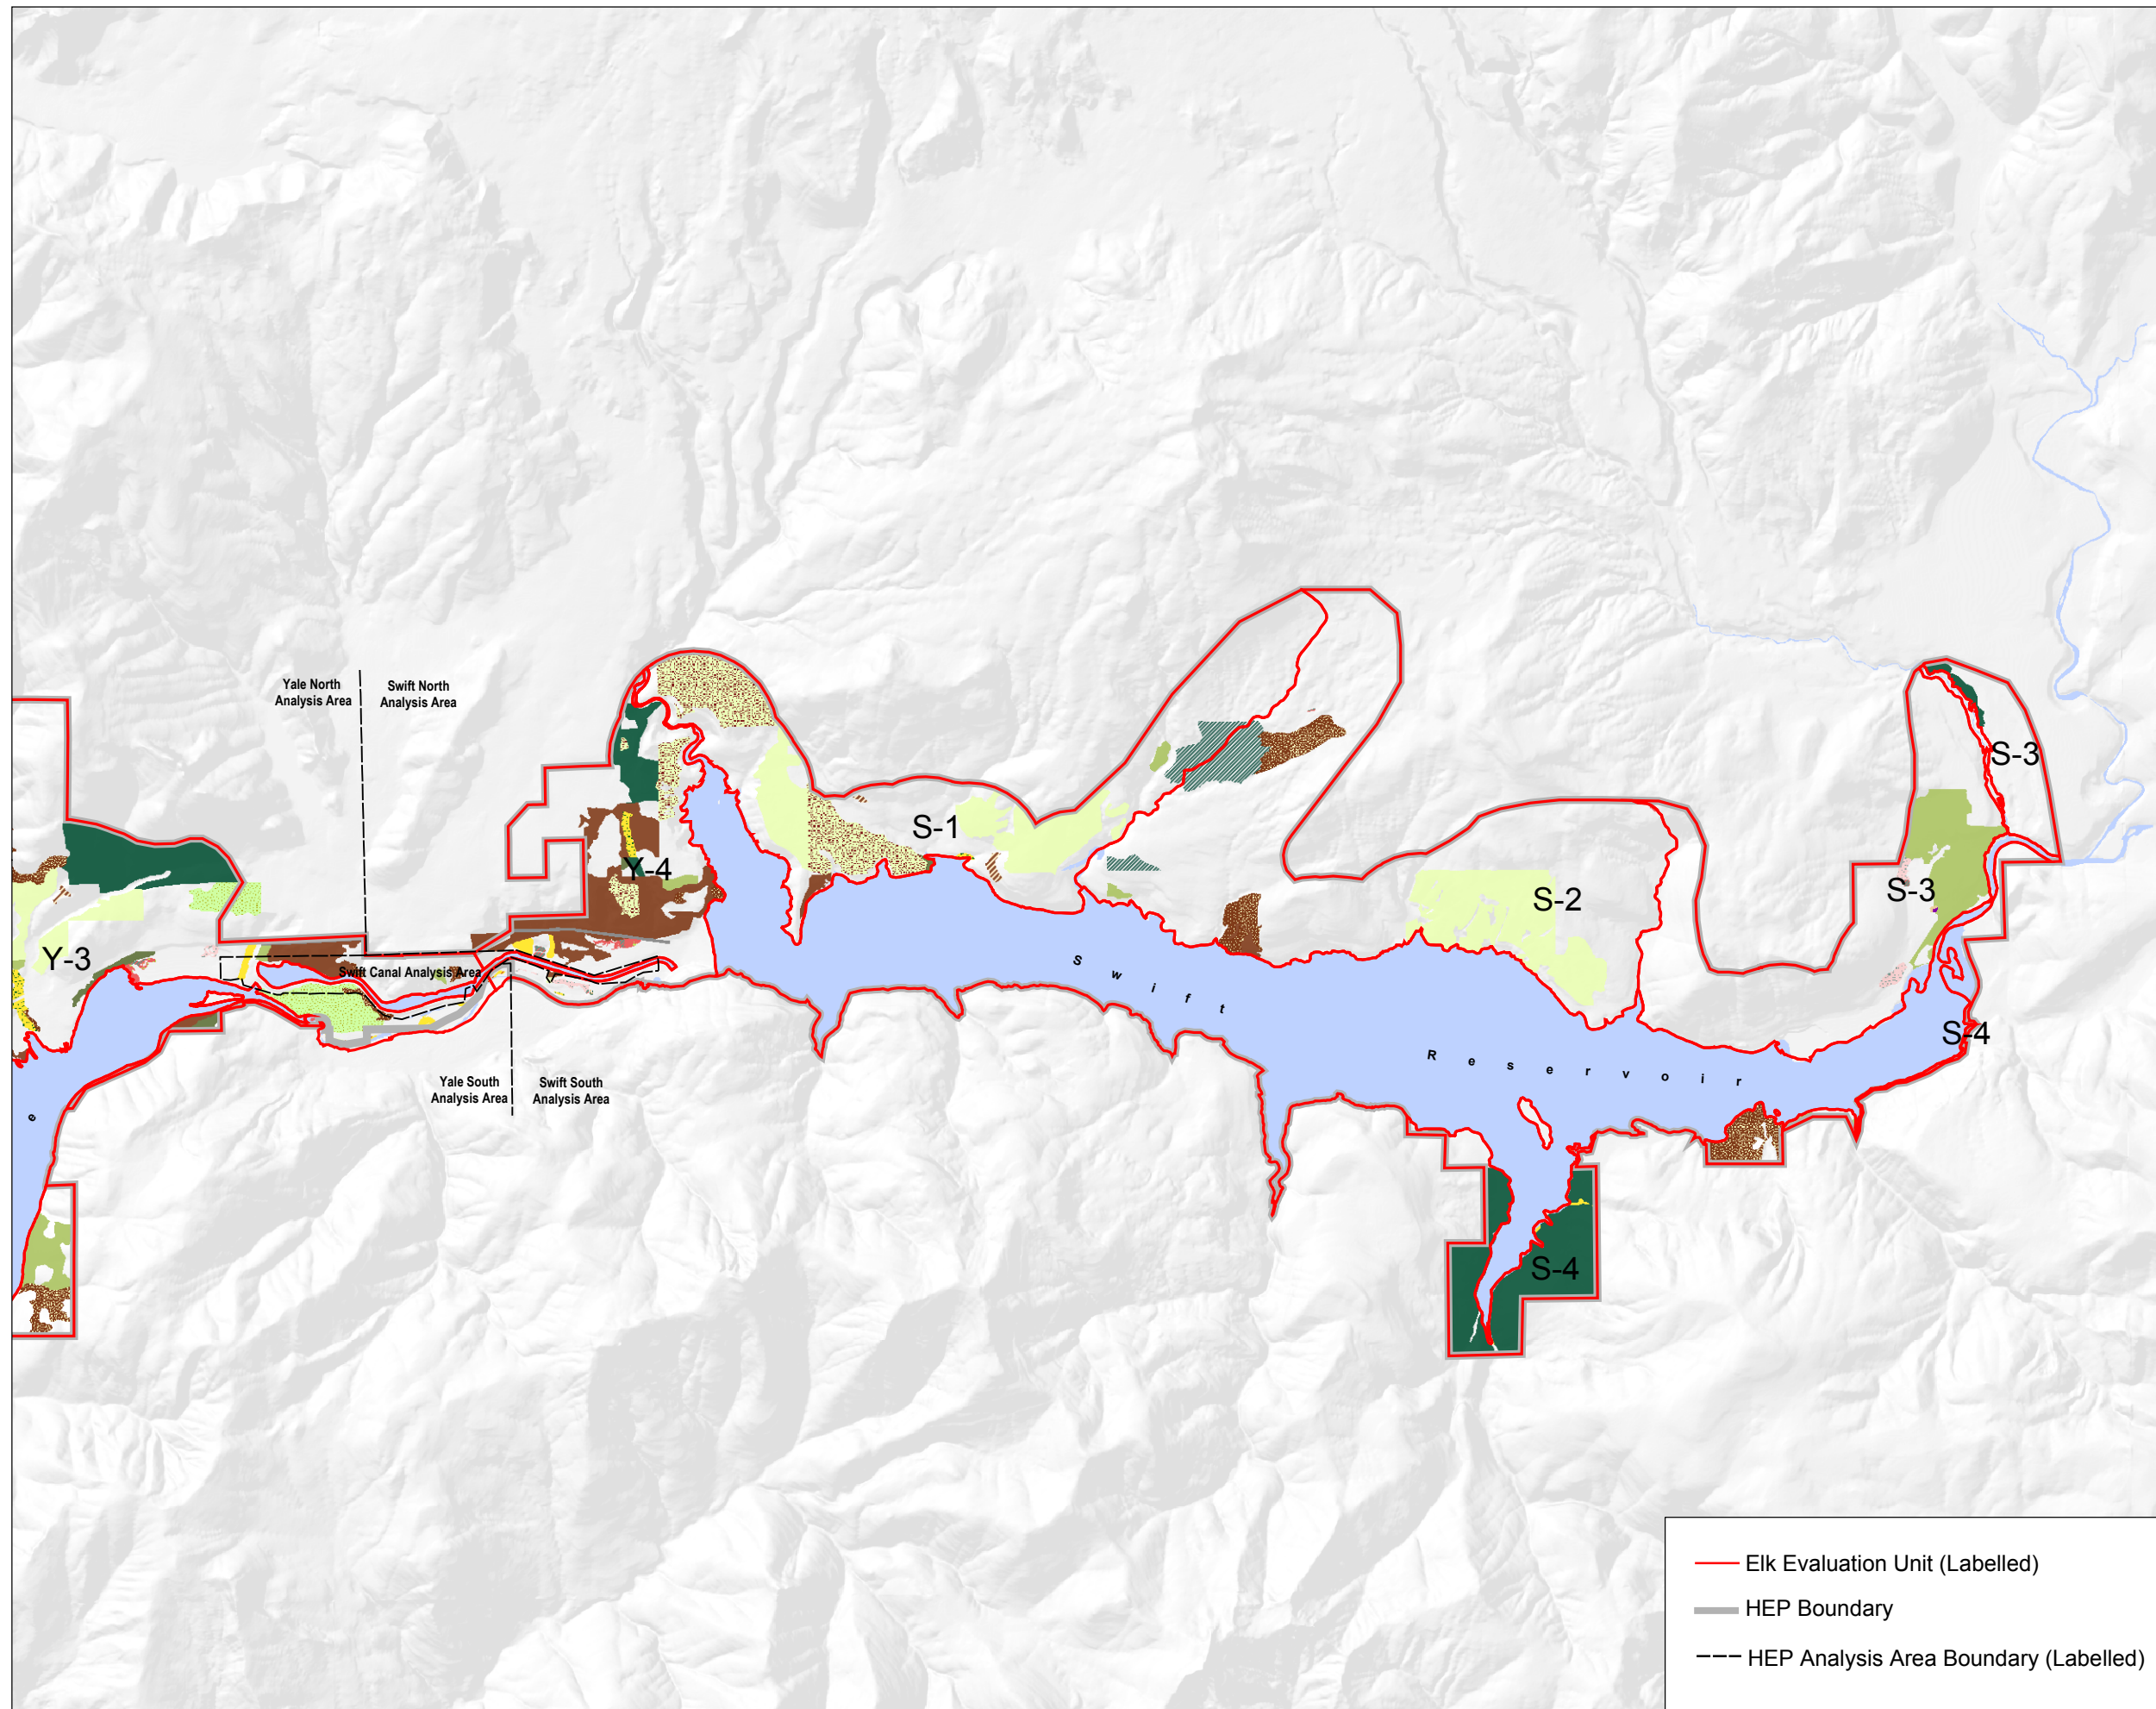 Yale North
Analysis Area
Swift North
Analysis Area
S-3
S-1
Y-4
S-3
S-2
Y-3
Swift Canal Analysis Area
Swift
S-4
Reservoir
Yale South
Analysis Area
Swift South
Analysis Area
e
S-4
Elk Evaluation Unit (Labelled)
HEP Boundary
HEP Analysis Area Boundary (Labelled)